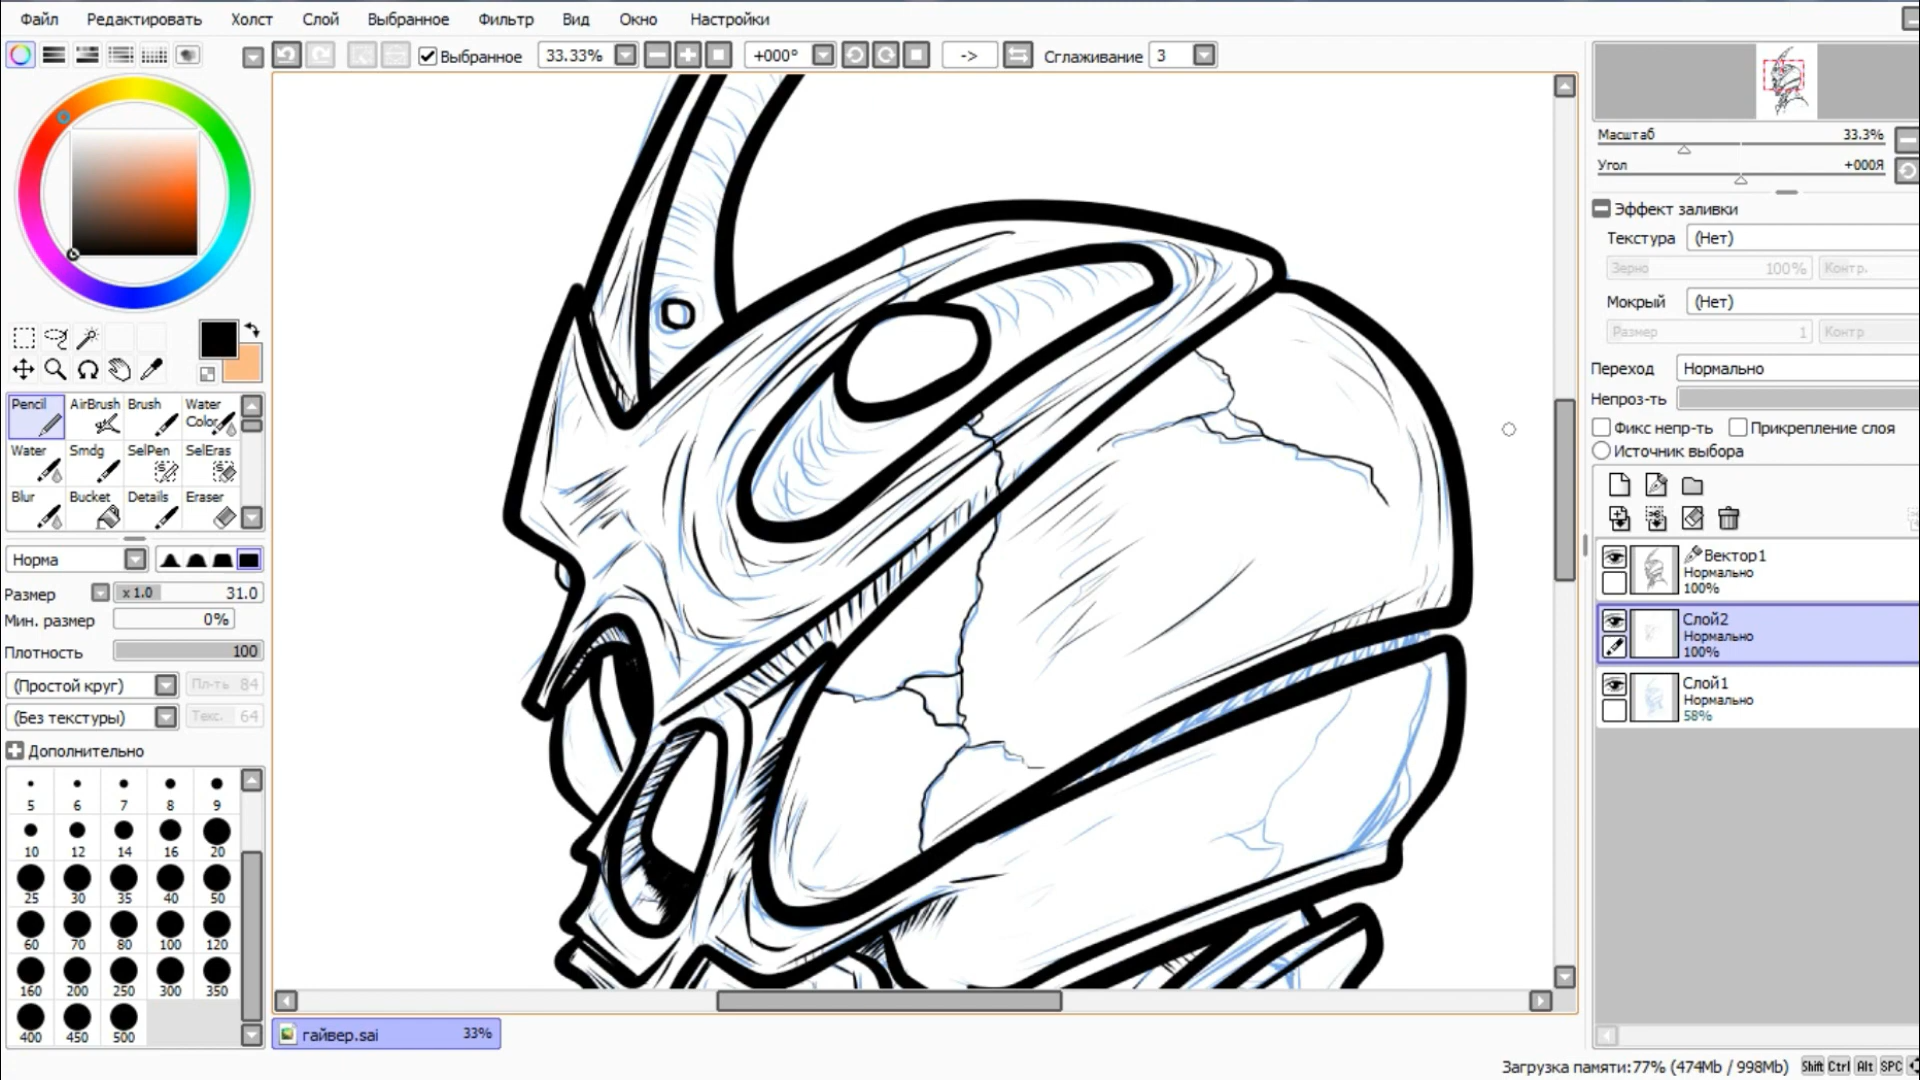 Файл Редактировать Холст Слой Выбранное Фильтр Вид Окно Настройки
Выбранное 33.33% +000° -> Сглаживание 3
Масштаб 33.3%
Угол +000Я
Эффект заливки
Текстура (Нет)
Зерно 100% Контр.
Мокрый (Нет)
Размер 1 Контр
Переход Нормально
Непроз-ть
Фикс непр-ть Прикрепление слоя
Источник выбора
Вектор1
Нормально
100%
Слой2
Нормально
100%
Слой1
Нормально
58%
Pencil AirBrush Brush Water Color
Water Smdg SelPen SelEras
Blur Bucket Details Eraser
Норма
Размер x 1.0 31.0
Мин. размер 0%
Плотность 100
(Простой круг) Пл-ть 84
(Без текстуры) Текс. 64
Дополнительно
5 6 7 8 9
10 12 14 16 20
25 30 35 40 50
60 70 80 100 120
160 200 250 300 350
400 450 500
гайвер.sai 33%
Загрузка памяти:77% (474Mb / 998Mb) Shift Ctrl Alt SPC